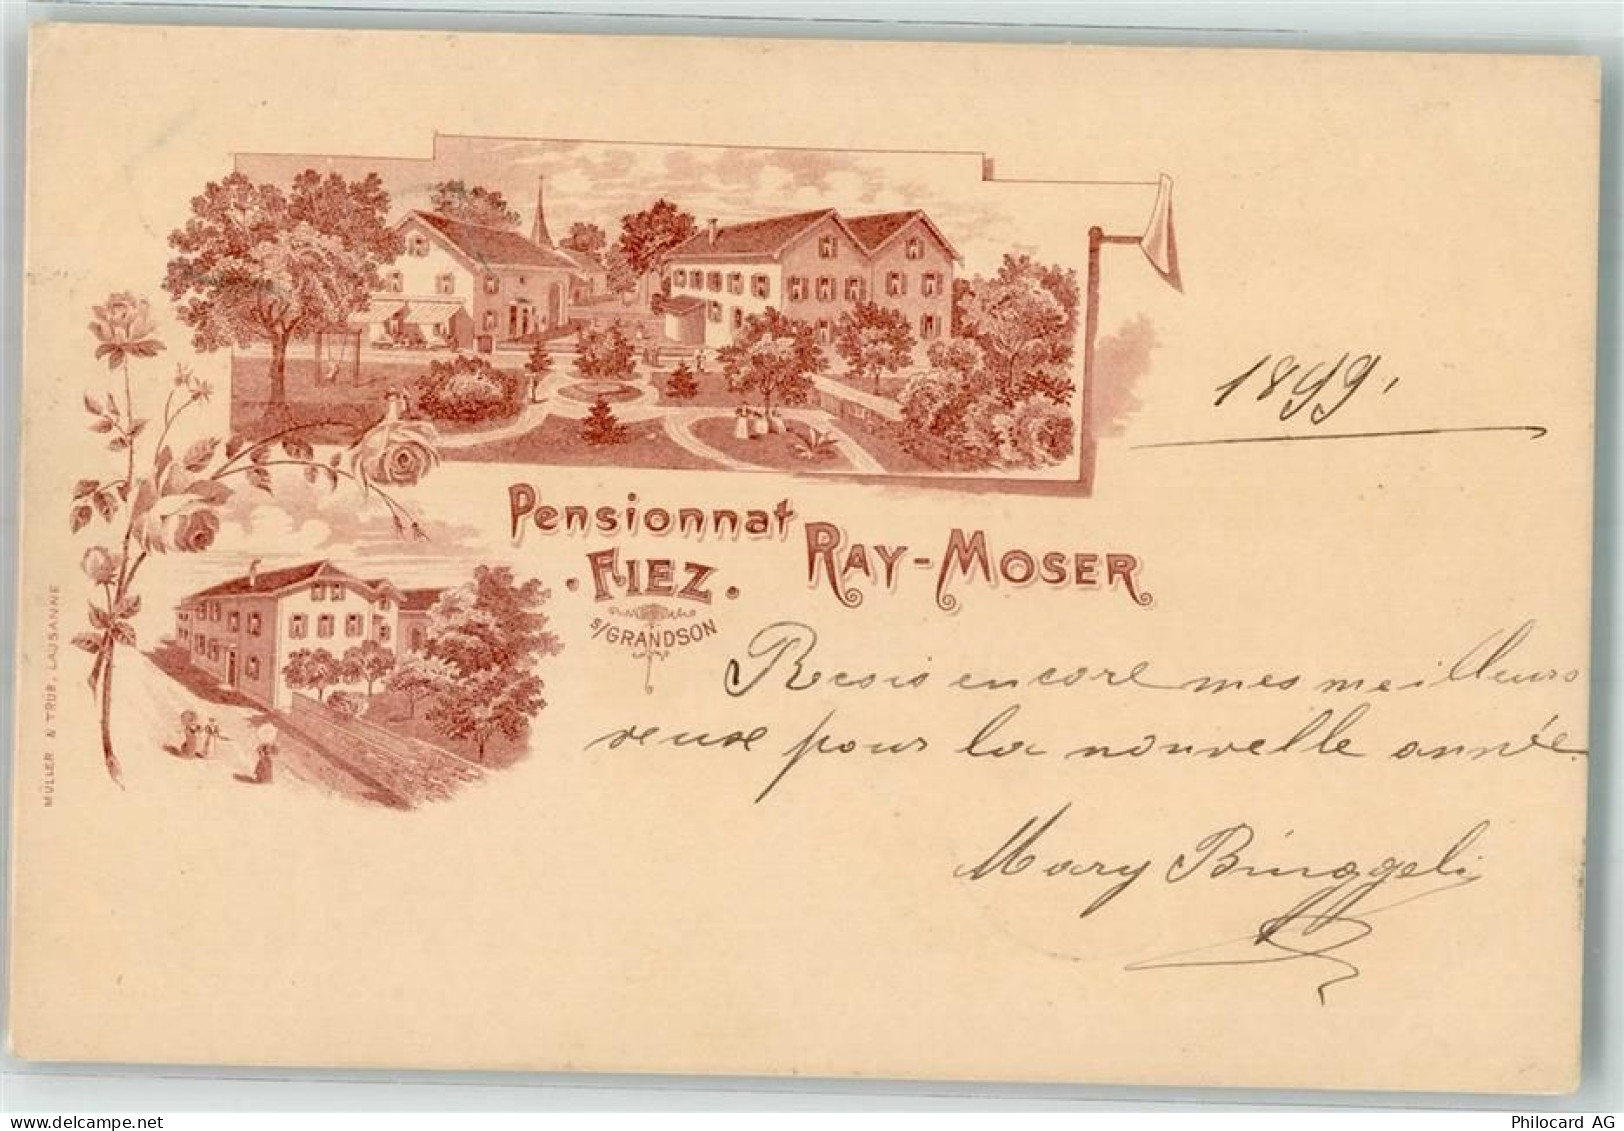 1899.
Pensionnat
RAY-MOSER
. FIEZ .
s/GRANDSON
Reçois encore mes meilleurs
vœux pour la nouvelle année.
Mary Binggeli
MÜLLER & TRÜB, LAUSANNE
Philocard AG